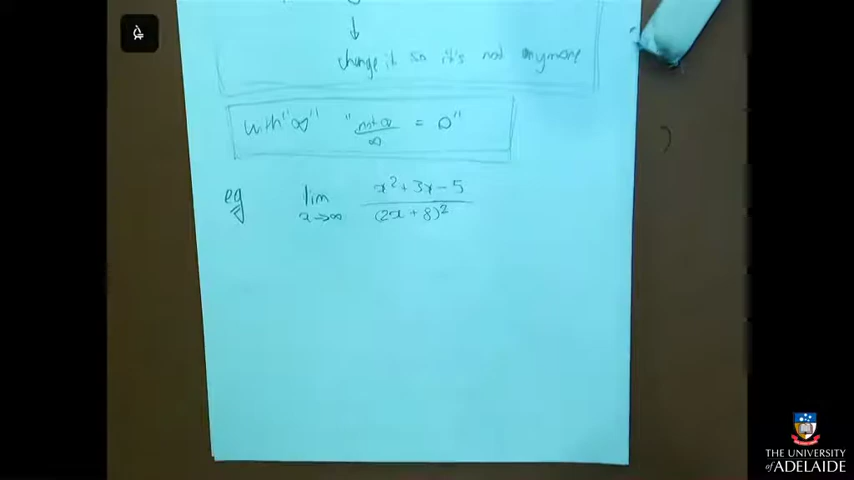 change it so it's not anymore
with "∞" "not ∞/∞ = 0"
eg lim x→∞ x²+3x-5/(2x+8)²
THE UNIVERSITY
of ADELAIDE